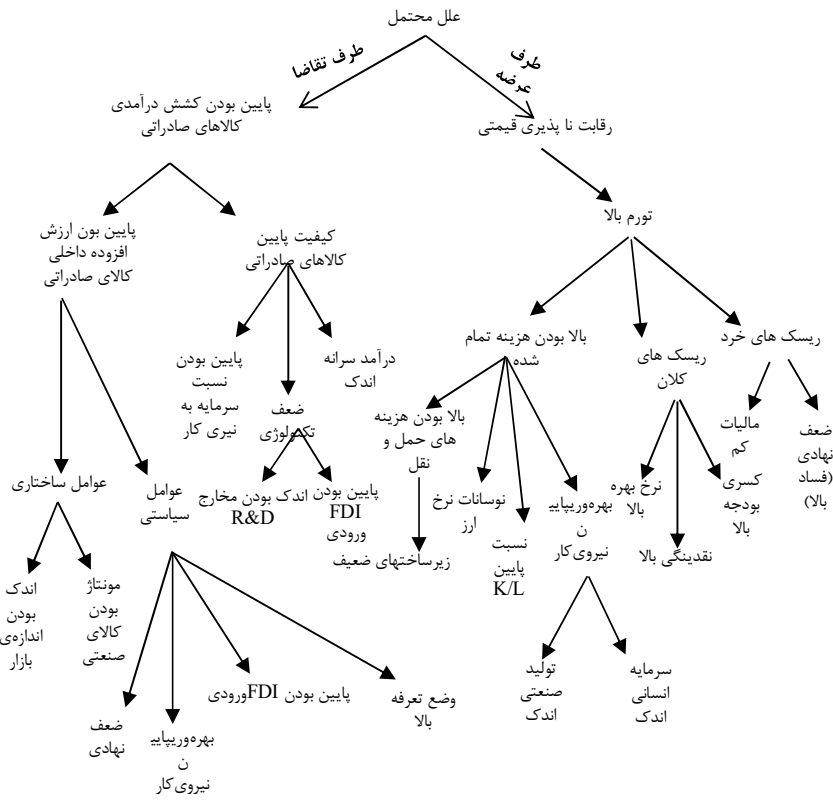 علل محتمل
طرف تقاضا
طرف
عرضه
پایین بودن کشش درآمدی
کالاهای صادراتی
رقابت نا پذیری قیمتی
تورم بالا
پایین بون ارزش
افزوده داخلی
کالای صادراتی
کیفیت پایین
کالاهای صادراتی
بالا بودن هزینه تمام
شده
ریسک های
کلان
ریسک های خرد
پایین بودن
نسبت
سرمایه به
نیری کار
ضعف
تکنولوژی
درآمد سرانه
اندک
بالا بودن هزینه
های حمل و
نقل
نوسانات نرخ
ارز
نسبت
پایین
K/L
بهره‌وریپایی
ن
نیروی‌کار
نرخ بهره
بالا
نقدینگی بالا
کسری
بودجه
بالا
مالیات
کم
ضعف
نهادی
(فساد
بالا)
عوامل ساختاری
عوامل
سیاستی
اندک بودن مخارج
R&D
پایین بودن
FDI
ورودی
زیرساختهای ضعیف
اندک
بودن
اندازه‌ی
بازار
مونتاژ
بودن
کالای
صنعتی
ضعف
نهادی
بهره‌وریپایی
ن
نیروی‌کار
پایین بودن FDIورودی
وضع تعرفه
بالا
تولید
صنعتی
اندک
سرمایه
انسانی
اندک